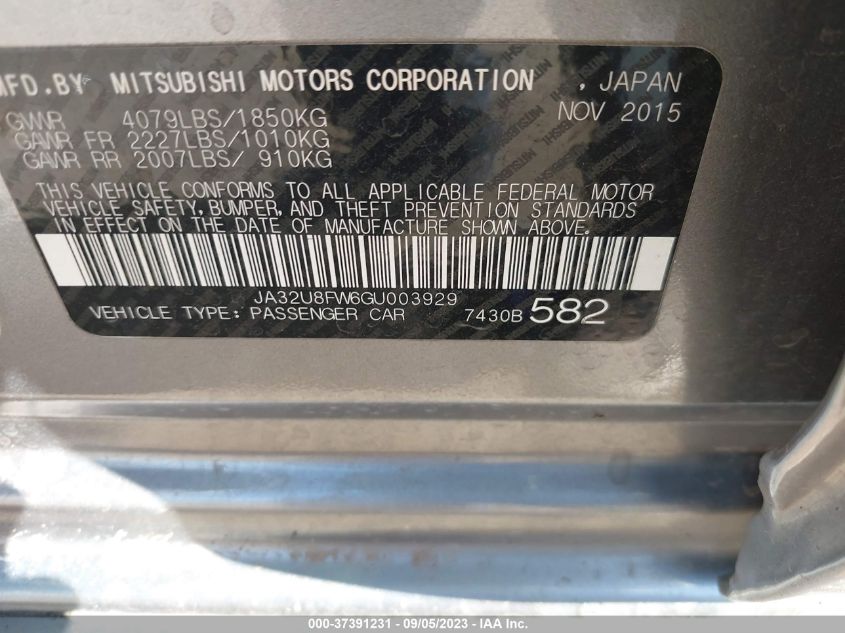 MFD.BY MITSUBISHI MOTORS CORPORATION , JAPAN
GVWR 4079LBS/1850KG NOV 2015
GAWR FR 2227LBS/1010KG
GAWR RR 2007LBS/ 910KG
THIS VEHICLE CONFORMS TO ALL APPLICABLE FEDERAL MOTOR
VEHICLE SAFETY, BUMPER, AND THEFT PREVENTION STANDARDS
IN EFFECT ON THE DATE OF MANUFACTURE SHOWN ABOVE.
JA32U8FW6GU003929
VEHICLE TYPE: PASSENGER CAR 7430B 582
000-37391231 - 09/05/2023 - IAA Inc.